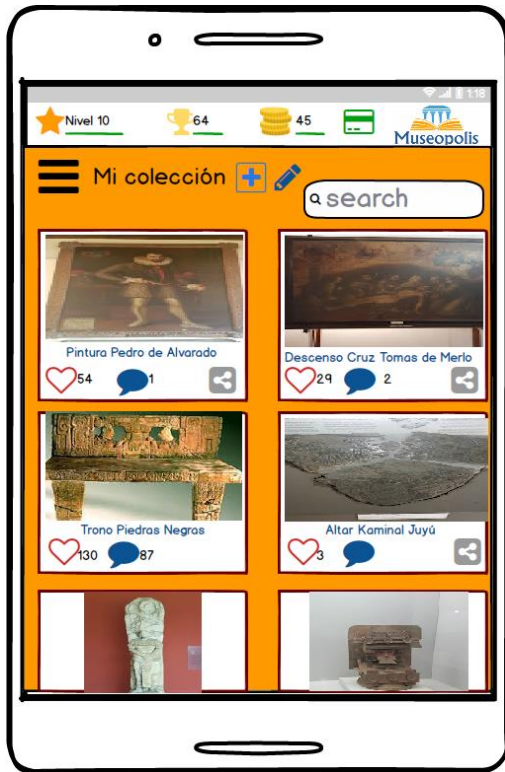 1:18
Nivel 10
64
45
Museopolis
Mi colección
search
Pintura Pedro de Alvarado
54
1
Descenso Cruz Tomas de Merlo
29
2
Trono Piedras Negras
130
87
Altar Kaminal Juyú
3